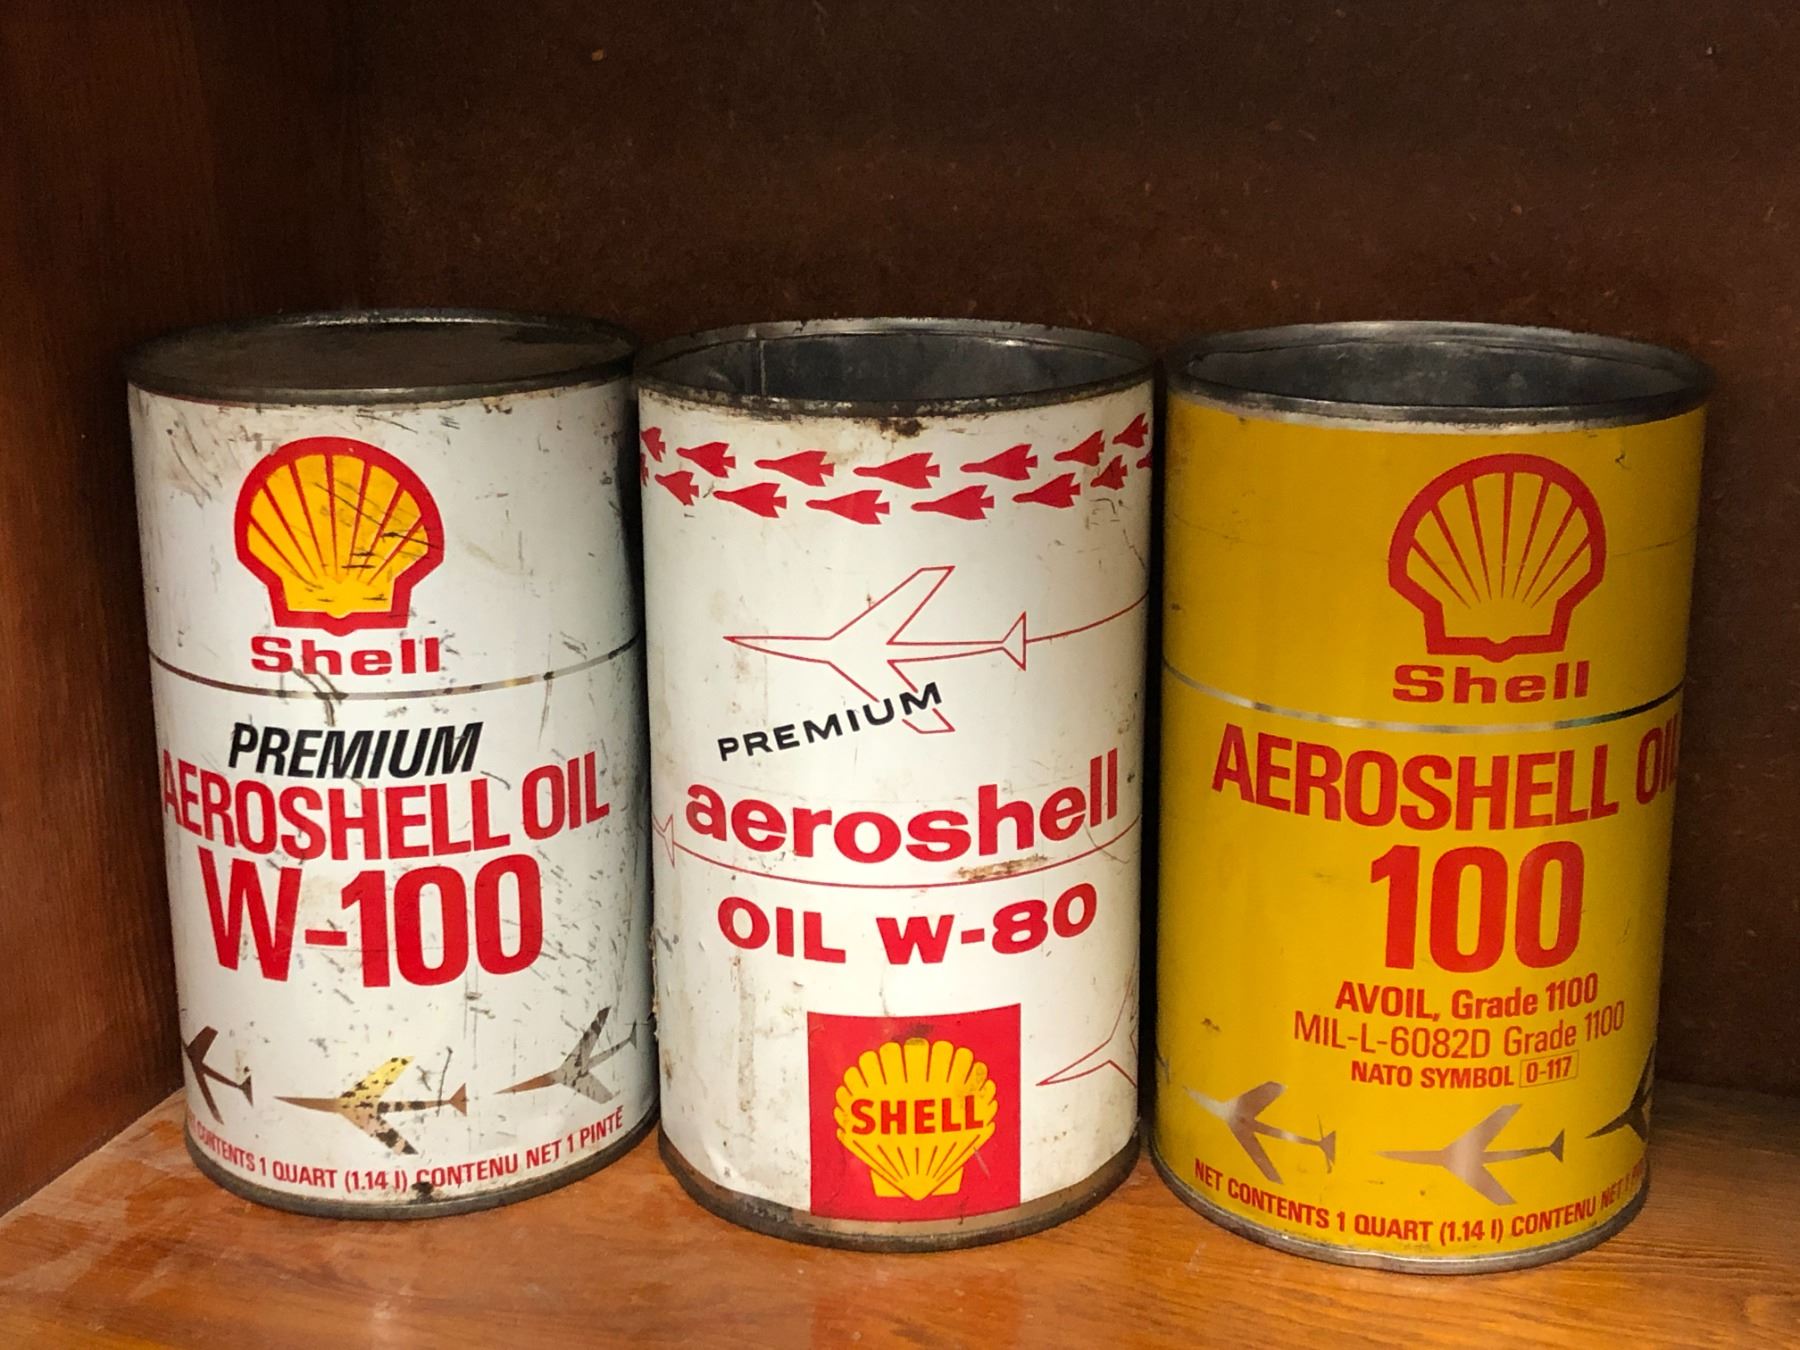 Shell
PREMIUM
AEROSHELL OIL
W-100
CONTENTS 1 QUART (1.14 l) CONTENU NET 1 PINTE
PREMIUM
aeroshell
OIL W-80
SHELL
Shell
AEROSHELL OIL
100
AVOIL, Grade 1100
MIL-L-6082D Grade 1100
NATO SYMBOL 0-117
NET CONTENTS 1 QUART (1.14 l) CONTENU NET 1